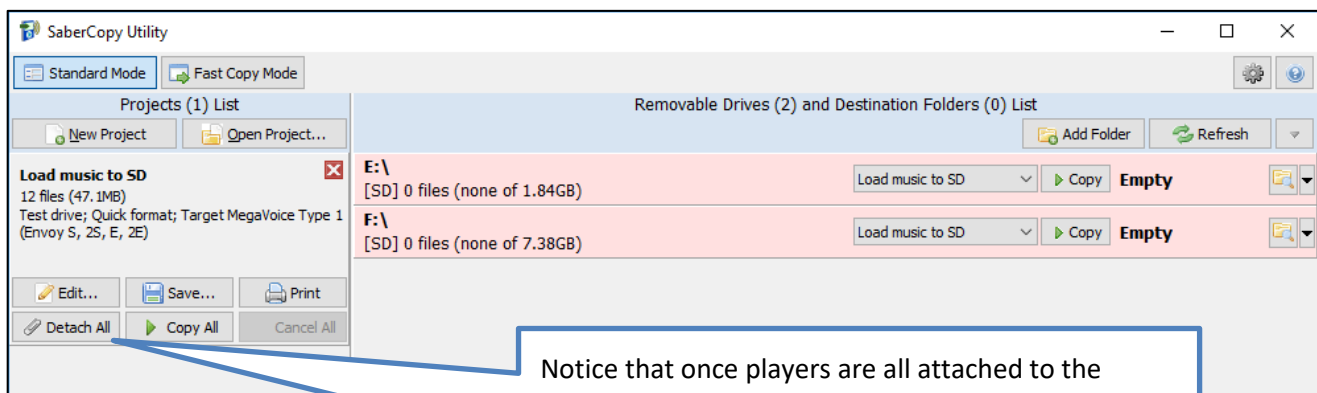 SaberCopy Utility
Standard Mode Fast Copy Mode
Projects (1) List
Removable Drives (2) and Destination Folders (0) List
New Project Open Project...
Add Folder Refresh
Load music to SD
12 files (47.1MB)
Test drive; Quick format; Target MegaVoice Type 1
(Envoy S, 2S, E, 2E)
E:\
[SD] 0 files (none of 1.84GB)
Load music to SD Copy Empty
F:\
[SD] 0 files (none of 7.38GB)
Load music to SD Copy Empty
Edit... Save... Print
Detach All Copy All Cancel All
Notice that once players are all attached to the